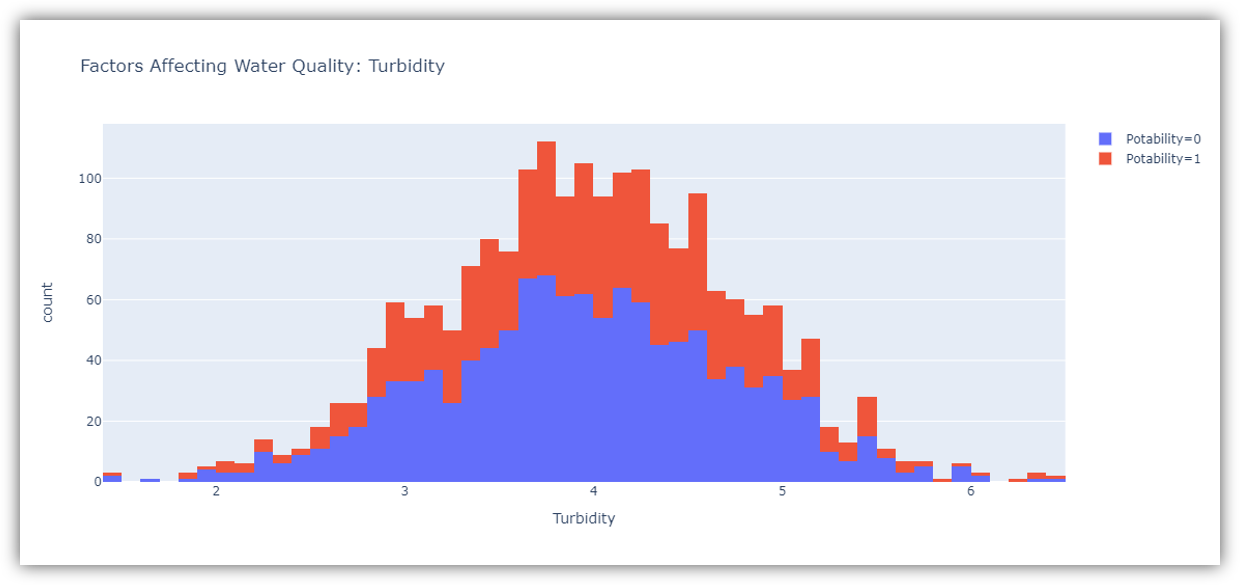 Factors Affecting Water Quality: Turbidity
Potability=0
Potability=1
100
80
60
40
20
0
count
2 3 4 5 6
Turbidity